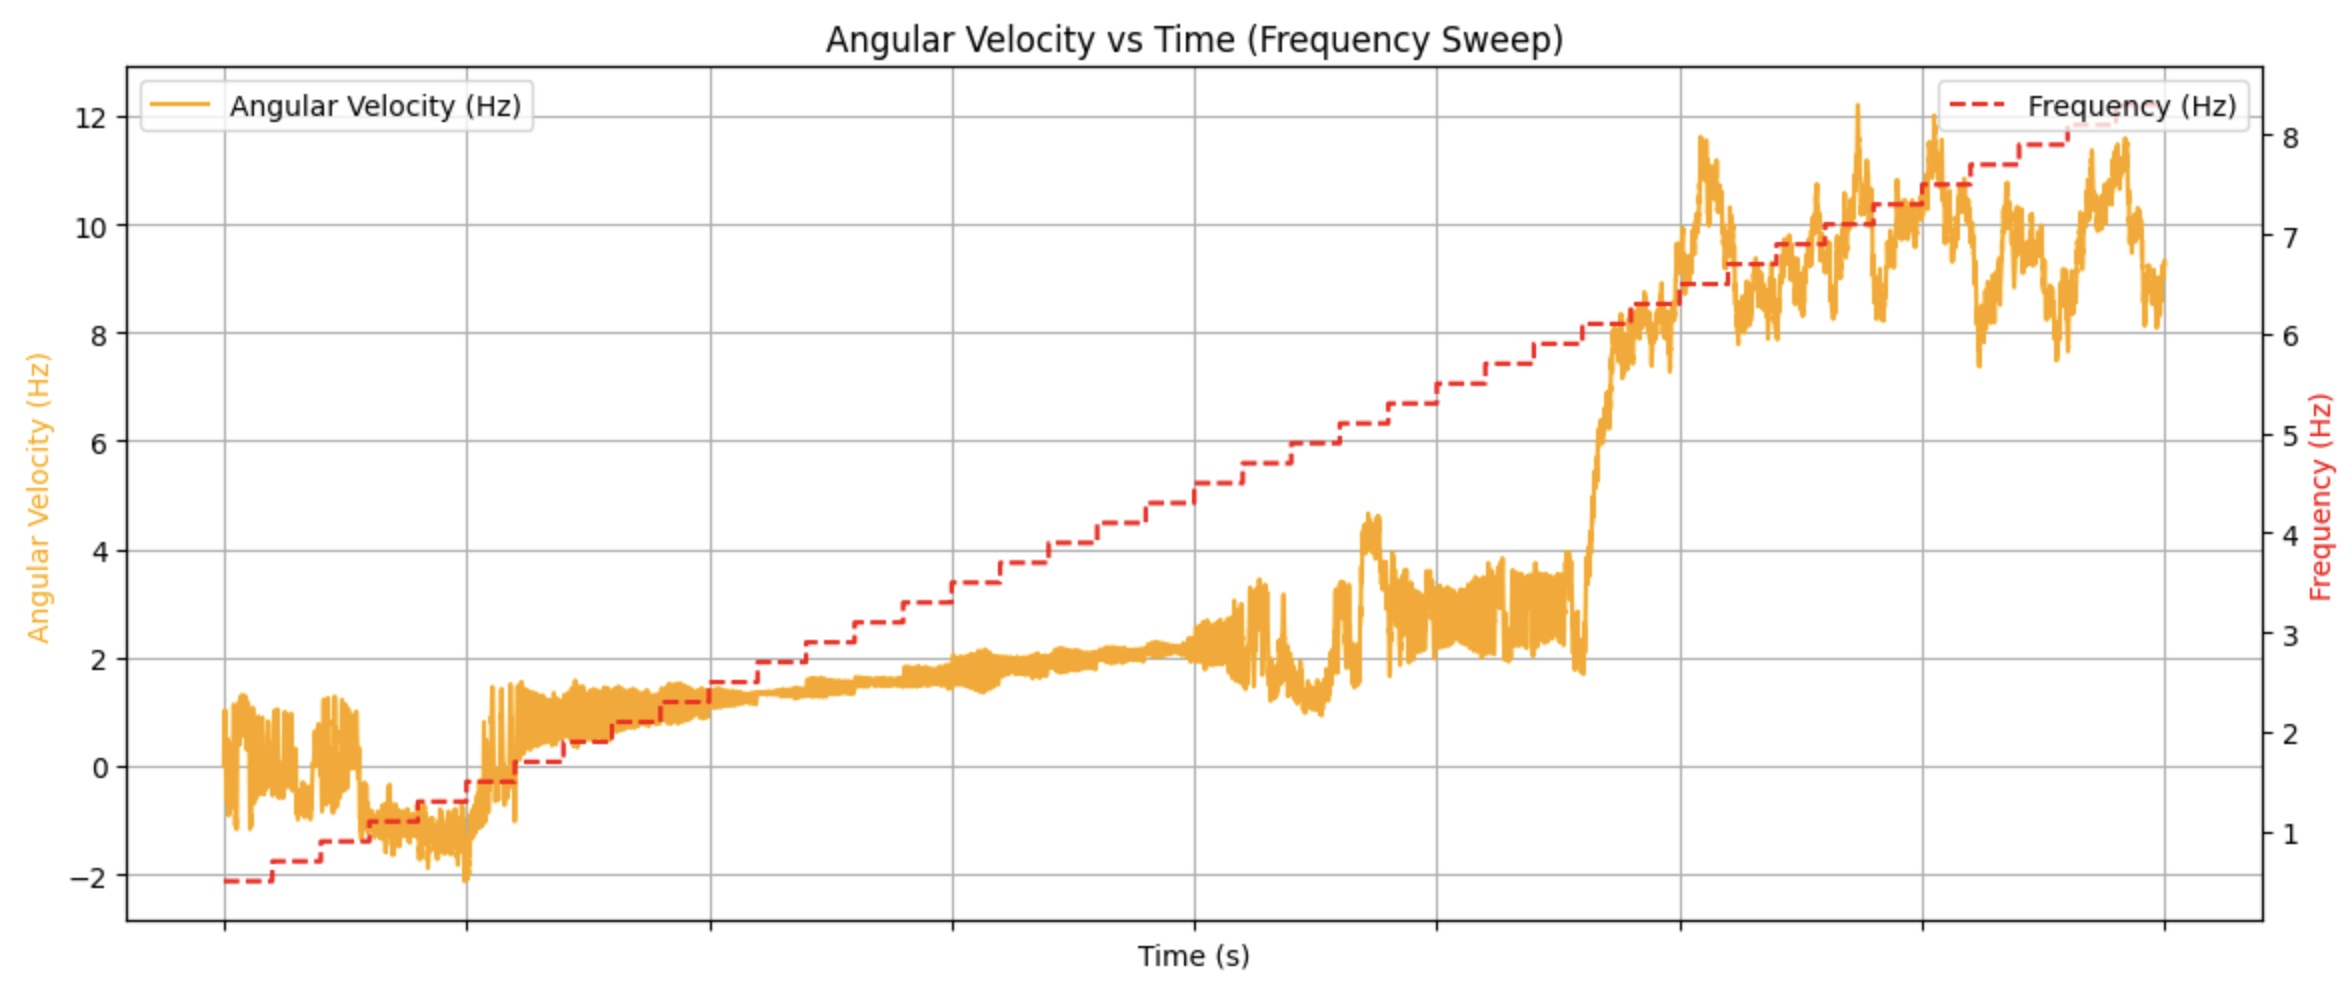 Angular Velocity vs Time (Frequency Sweep)
Angular Velocity (Hz)
Frequency (Hz)
12
10
8
6
4
2
0
−2
Angular Velocity (Hz)
8
7
6
5
4
3
2
1
Frequency (Hz)
Time (s)